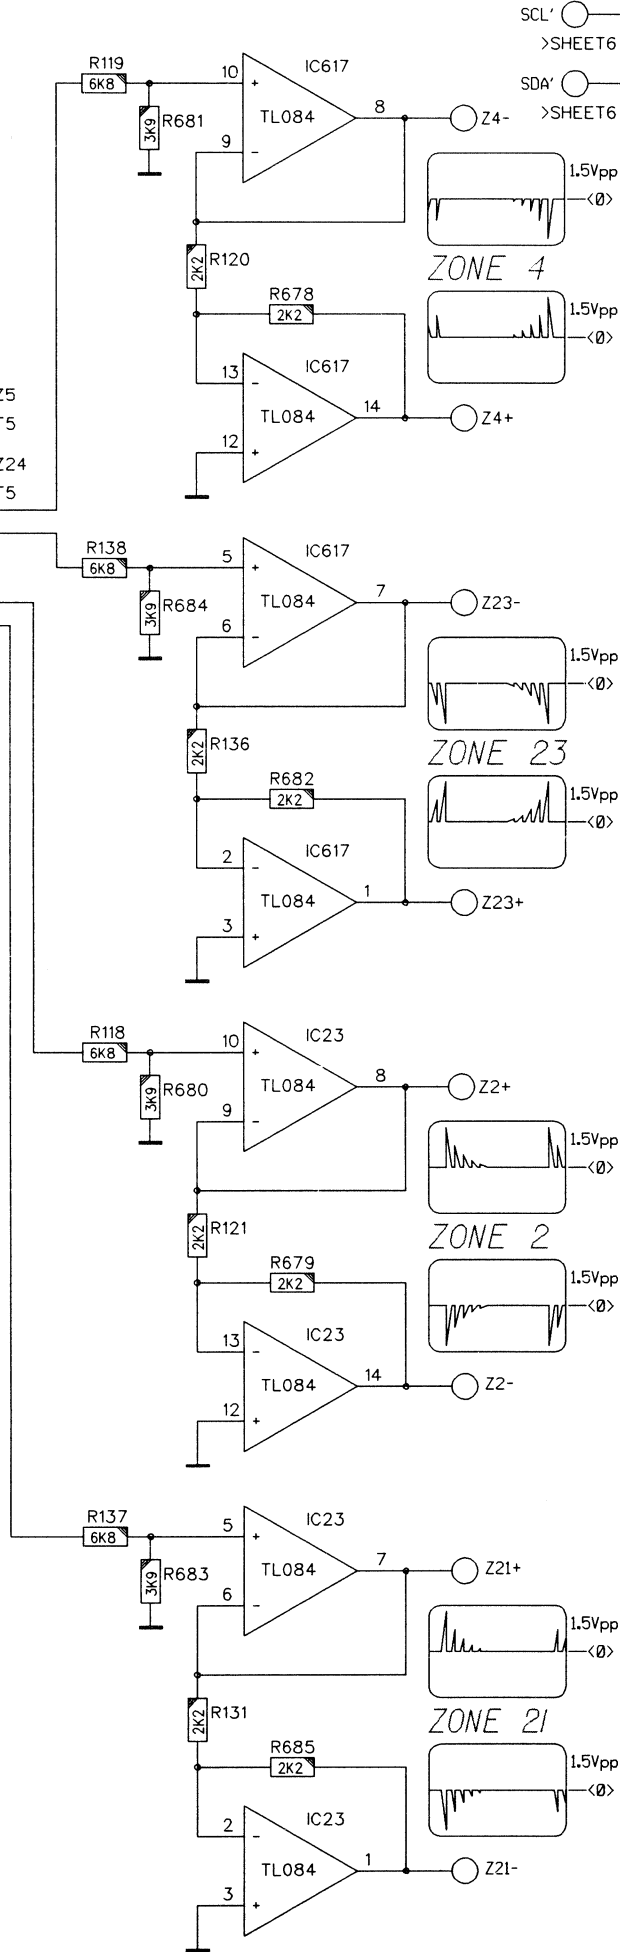 SCL' 
>SHEET6
SDA'
>SHEET6
R119
6K8
10
+
IC617
TL084
8
Z4-
3K9
R681
9
-
1.5Vpp
<0>
2K2
R120
ZONE 4
R678
2K2
1.5Vpp
<0>
IC617
13
-
TL084
14
Z4+
12
+
Z5
T5
Z24
T5
R138
6K8
5
+
IC617
TL084
7
Z23-
3K9
R684
6
-
1.5Vpp
<0>
2K2
R136
ZONE 23
R682
2K2
1.5Vpp
<0>
IC617
2
-
TL084
1
Z23+
3
+
R118
6K8
10
+
IC23
TL084
8
Z2+
3K9
R680
9
-
1.5Vpp
<0>
2K2
R121
ZONE 2
R679
2K2
1.5Vpp
<0>
IC23
13
-
TL084
14
Z2-
12
+
R137
6K8
5
+
IC23
TL084
7
Z21+
3K9
R683
6
-
1.5Vpp
<0>
2K2
R131
ZONE 21
R685
2K2
1.5Vpp
<0>
IC23
2
-
TL084
1
Z21-
3
+